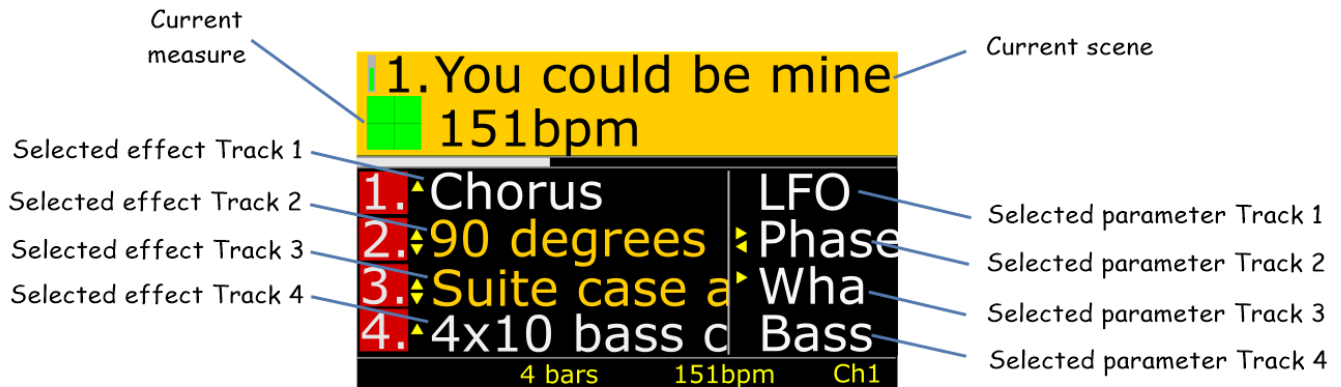 Current
measure
Current scene
1.You could be mine
151bpm
Selected effect Track 1
1. Chorus LFO
Selected parameter Track 1
Selected effect Track 2
2. 90 degrees Phase
Selected parameter Track 2
Selected effect Track 3
3. Suite case a Wha
Selected parameter Track 3
Selected effect Track 4
4. 4x10 bass c Bass
Selected parameter Track 4
4 bars 151bpm Ch1